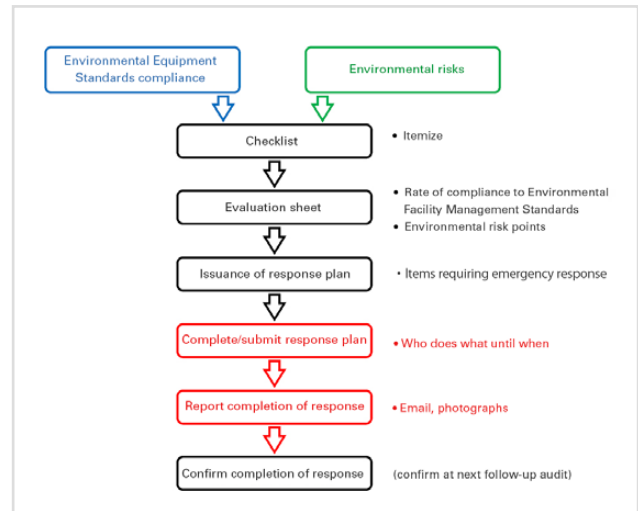 Environmental Equipment
Standards compliance
Environmental risks
Checklist
• Itemize
Evaluation sheet
• Rate of compliance to Environmental
Facility Management Standards
• Environmental risk points
Issuance of response plan
• Items requiring emergency response
Complete/submit response plan
• Who does what until when
Report completion of response
• Email, photographs
Confirm completion of response
(confirm at next follow-up audit)